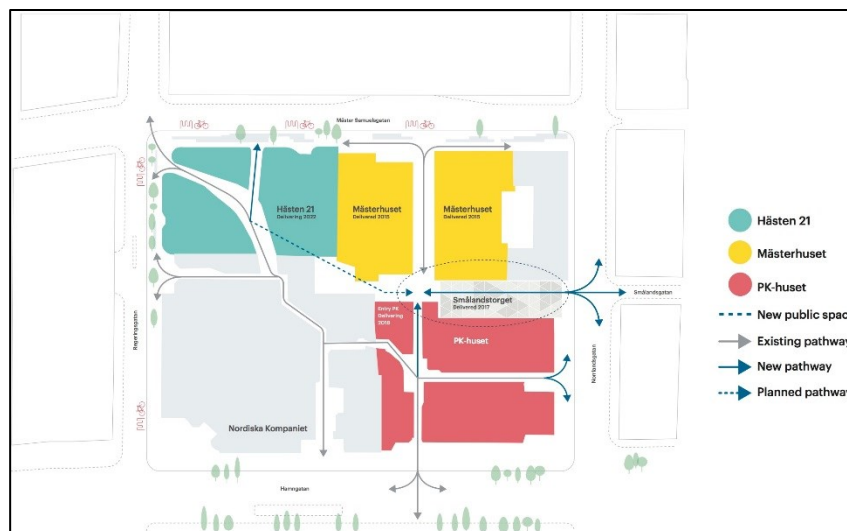 Mäster Samuelsgatan
Hästen 21
Delivering 2022
Mästerhuset
Delivered 2015
Mästerhuset
Delivered 2015
Smålandstorget
Delivered 2017
Smålandsgatan
Entry PK
Delivering
2018
PK-huset
Regeringsgatan
Norrlandsgatan
Nordiska Kompaniet
Hamngatan
Hästen 21
Mästerhuset
PK-huset
New public spac
Existing pathway
New pathway
Planned pathway